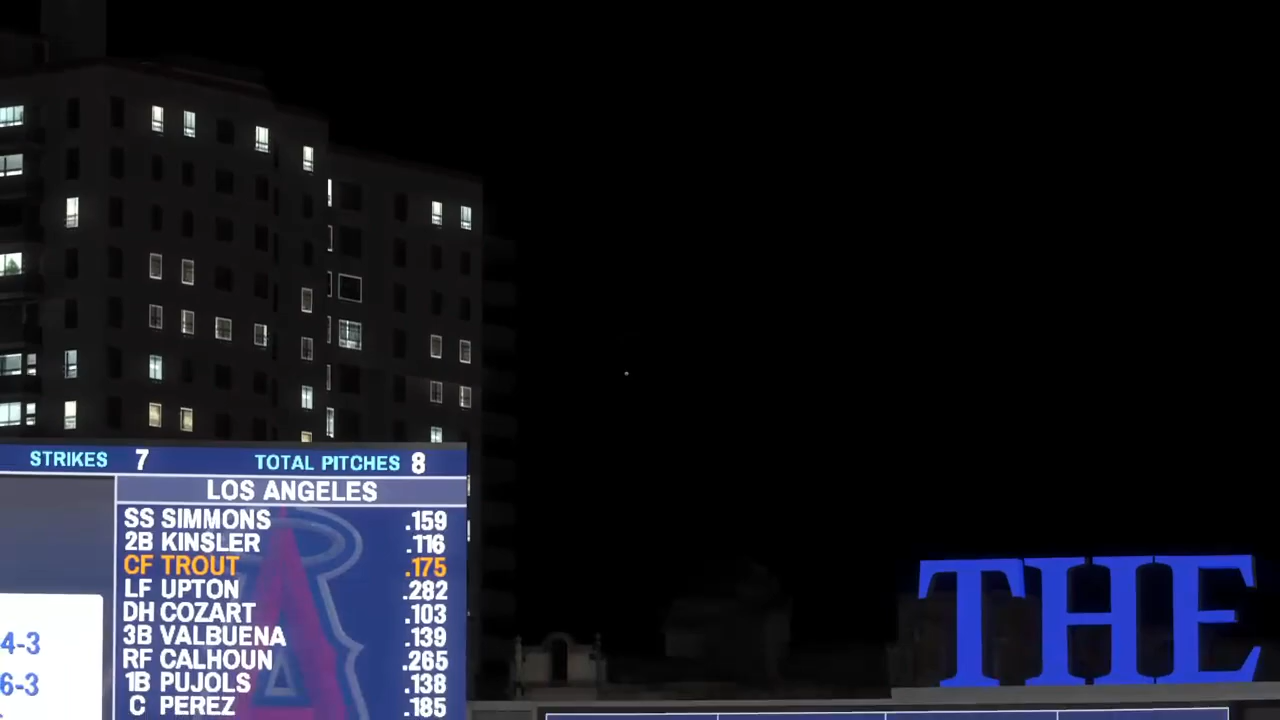 STRIKES 7 TOTAL PITCHES 8
LOS ANGELES
SS SIMMONS .159
2B KINSLER .116
CF TROUT .175
LF UPTON .282
DH COZART .103
3B VALBUENA .139
RF CALHOUN .265
1B PUJOLS .138
C PEREZ .185
4-3
6-3
THE